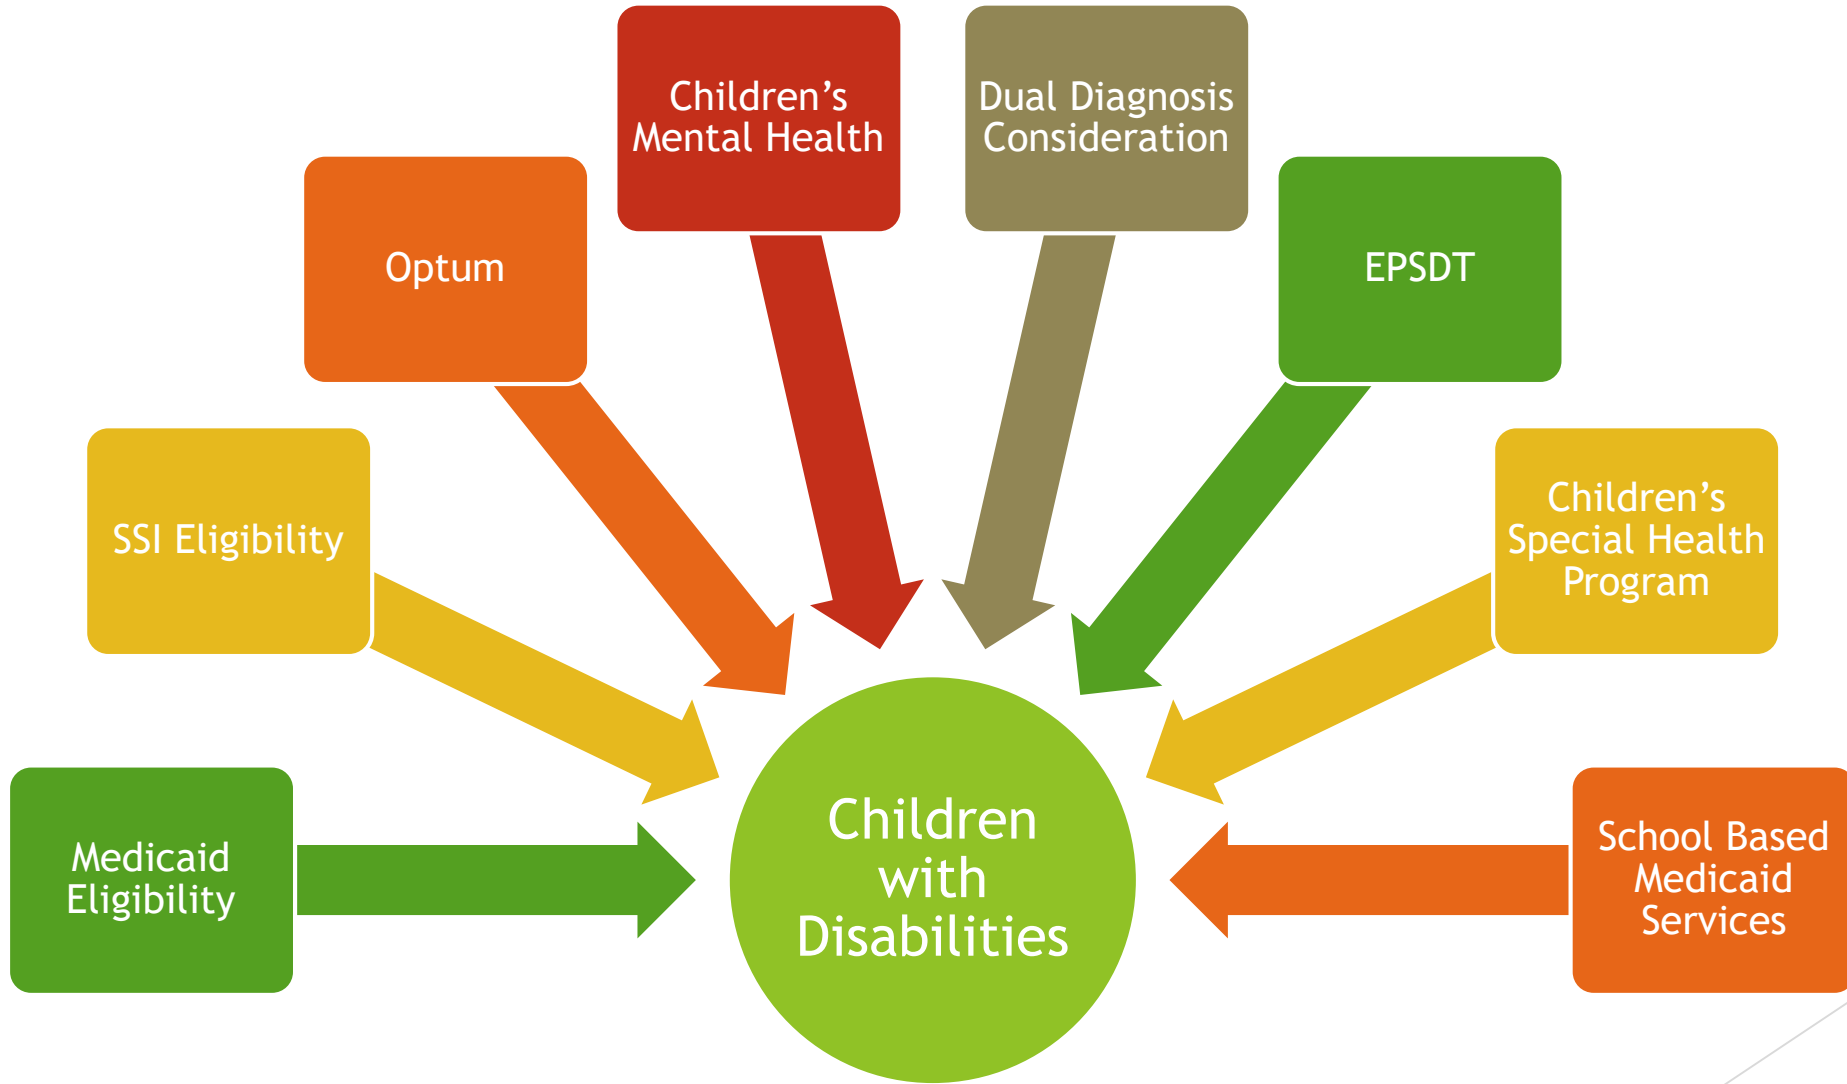 Children’s
Mental Health
Dual Diagnosis
Consideration
Optum
EPSDT
SSI Eligibility
Children’s
Special Health
Program
Medicaid
Eligibility
Children
with
Disabilities
School Based
Medicaid
Services